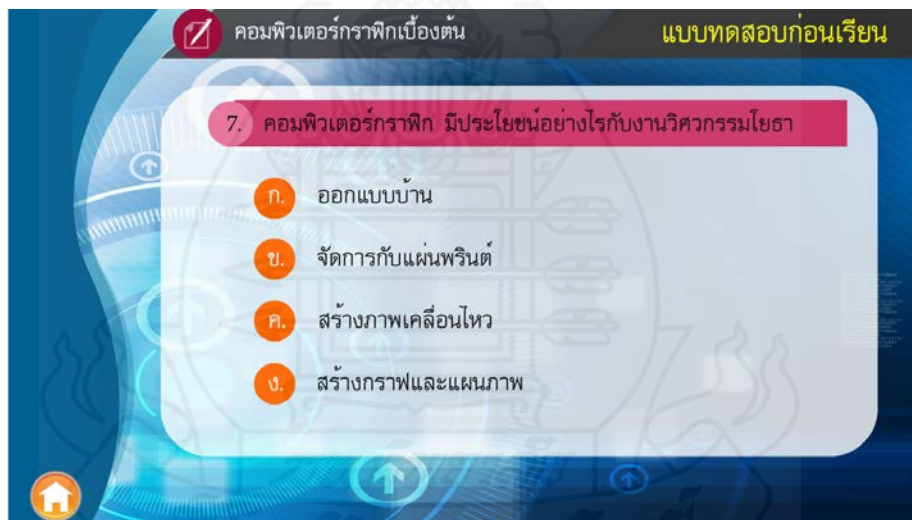 คอมพิวเตอร์กราฟิกเบื้องต้น
แบบทดสอบก่อนเรียน
7. คอมพิวเตอร์กราฟิก มีประโยชน์อย่างไรกับงานวิศวกรรมโยธา
ก. ออกแบบบ้าน
ข. จัดการกับแผ่นพรินต์
ค. สร้างภาพเคลื่อนไหว
ง. สร้างกราฟและแผนภาพ